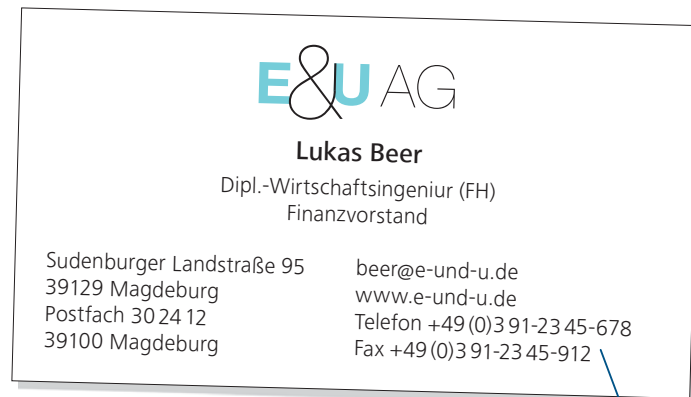 E&U AG
Lukas Beer
Dipl.-Wirtschaftsingeniur (FH)
Finanzvorstand
Sudenburger Landstraße 95
39129 Magdeburg
Postfach 30 24 12
39100 Magdeburg
beer@e-und-u.de
www.e-und-u.de
Telefon +49 (0)3 91-23 45-678
Fax +49 (0)3 91-23 45-912